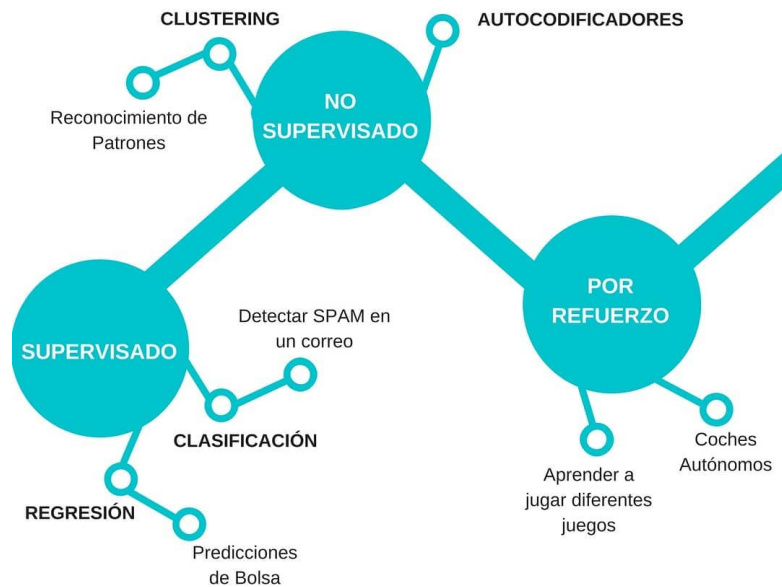 CLUSTERING
AUTOCODIFICADORES
Reconocimiento de
Patrones
NO
SUPERVISADO
SUPERVISADO
Detectar SPAM en
un correo
CLASIFICACIÓN
REGRESIÓN
Predicciones
de Bolsa
POR
REFUERZO
Aprender a
jugar diferentes
juegos
Coches
Autónomos